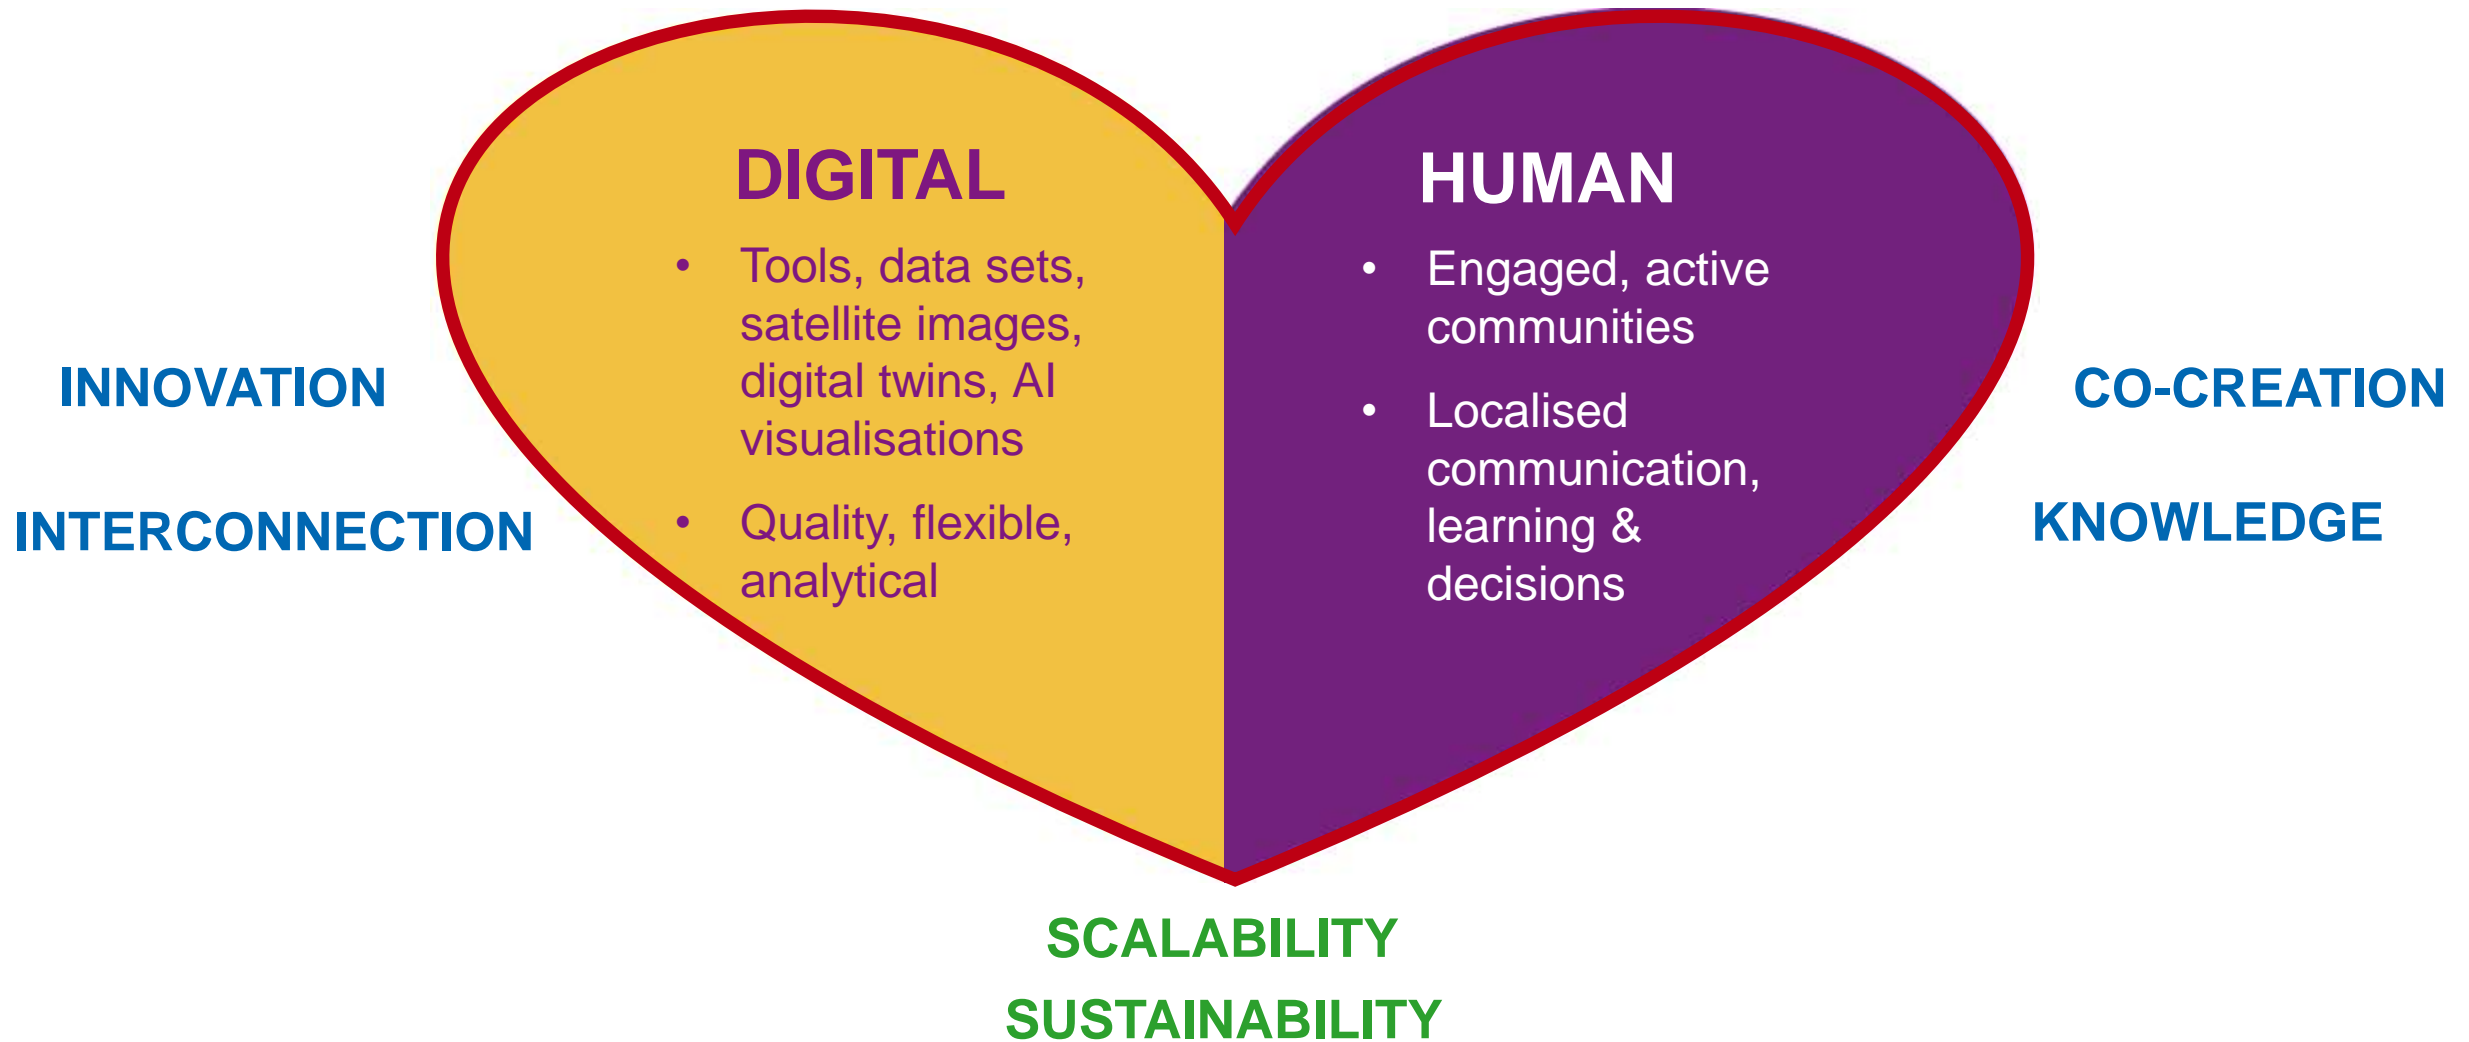 DIGITAL
• Tools, data sets,
satellite images,
digital twins, AI
visualisations
• Quality, flexible,
analytical
HUMAN
• Engaged, active
communities
• Localised
communication,
learning &
decisions
INNOVATION
INTERCONNECTION
CO-CREATION
KNOWLEDGE
SCALABILITY
SUSTAINABILITY